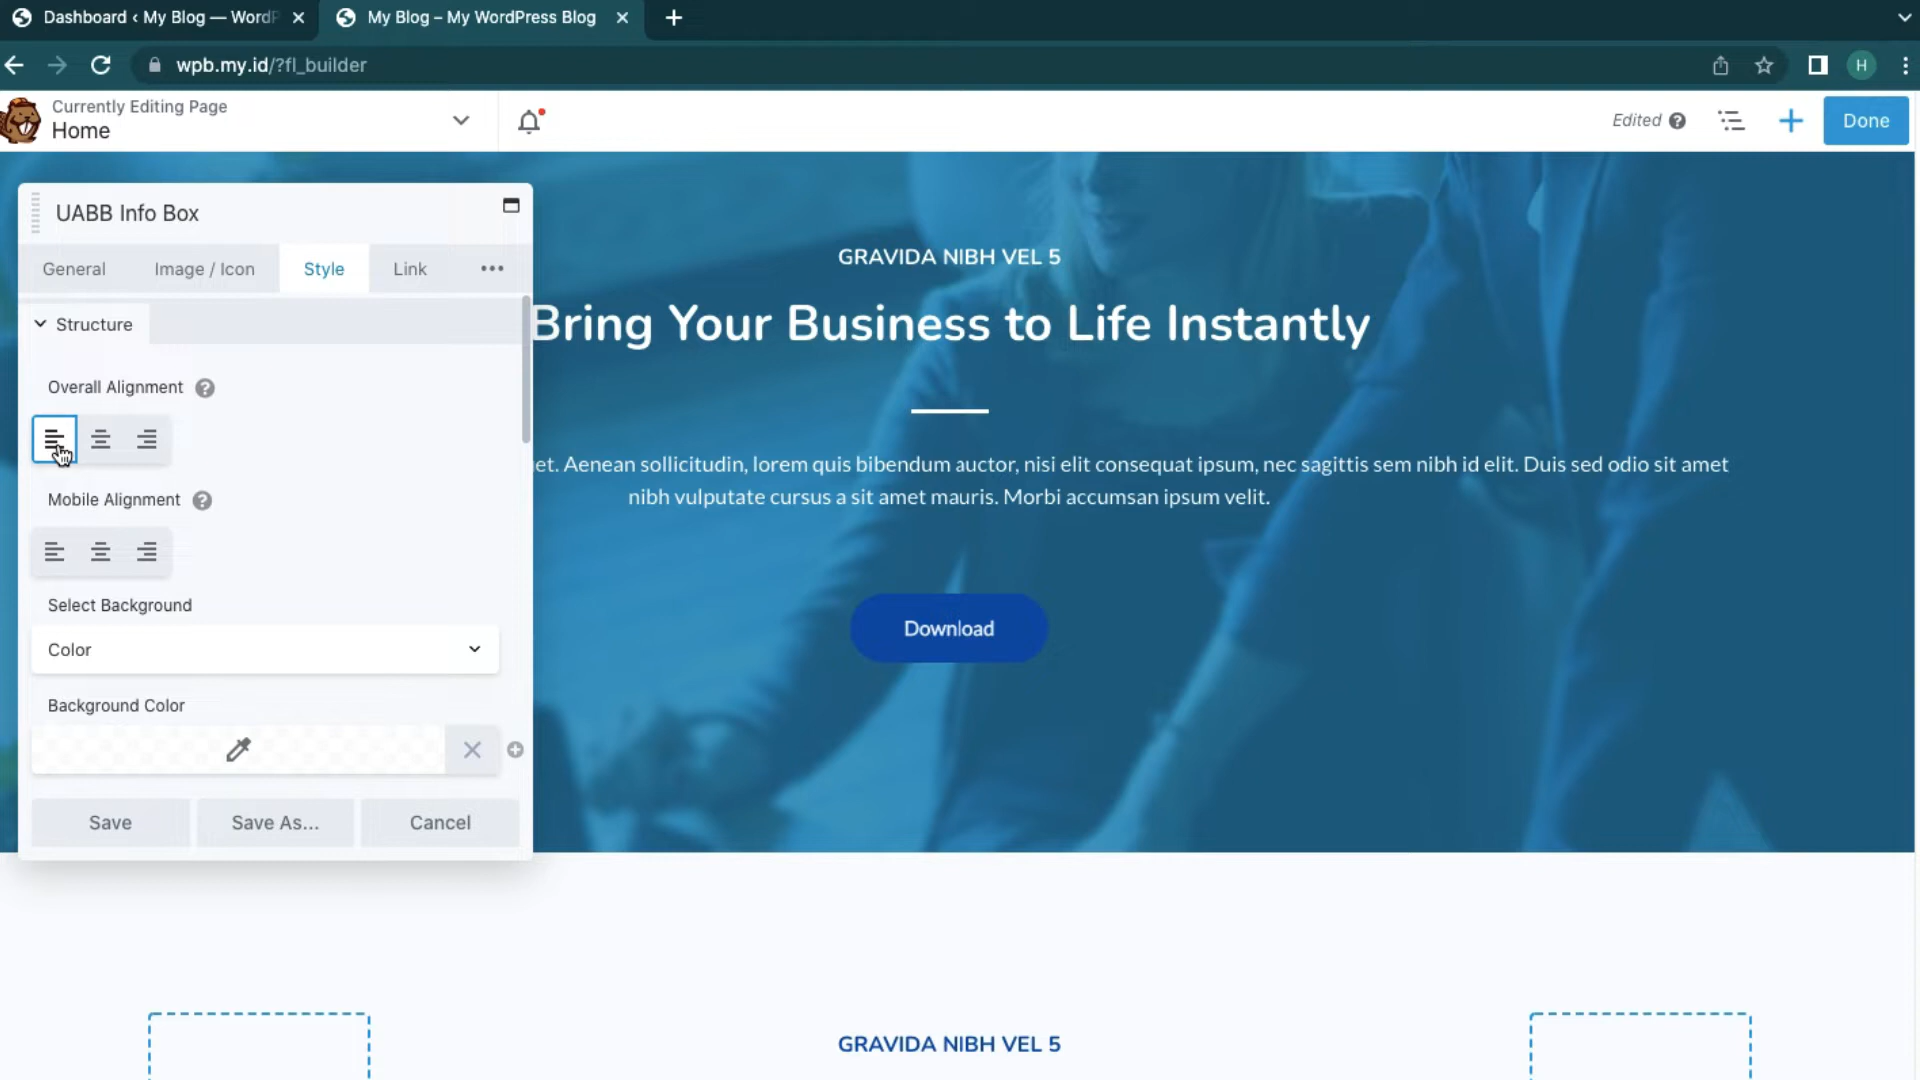 Dashboard ‹ My Blog — WordP
My Blog – My WordPress Blog
wpb.my.id/?fl_builder
H
Currently Editing Page
Home
Edited
Done
UABB Info Box
General
Image / Icon
Style
Link
Structure
Overall Alignment
Mobile Alignment
Select Background
Color
Background Color
Save
Save As...
Cancel
GRAVIDA NIBH VEL 5
Bring Your Business to Life Instantly
et. Aenean sollicitudin, lorem quis bibendum auctor, nisi elit consequat ipsum, nec sagittis sem nibh id elit. Duis sed odio sit amet
nibh vulputate cursus a sit amet mauris. Morbi accumsan ipsum velit.
Download
GRAVIDA NIBH VEL 5